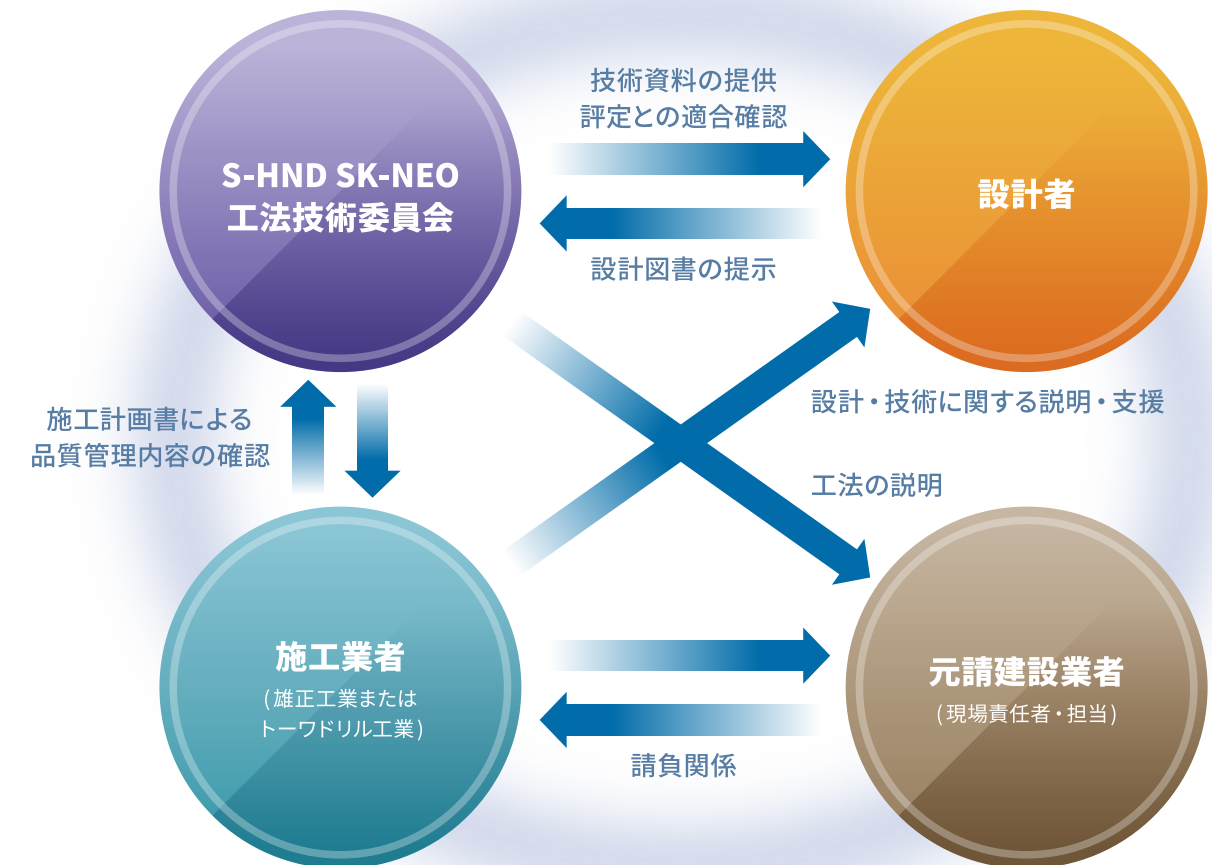 技術資料の提供
評定との適合確認
S-HND SK-NEO
工法技術委員会
設計者
設計図書の提示
設計・技術に関する説明・支援
施工計画書による
品質管理内容の確認
工法の説明
施工業者
(雄正工業または
トーワドリル工業)
元請建設業者
(現場責任者・担当)
請負関係